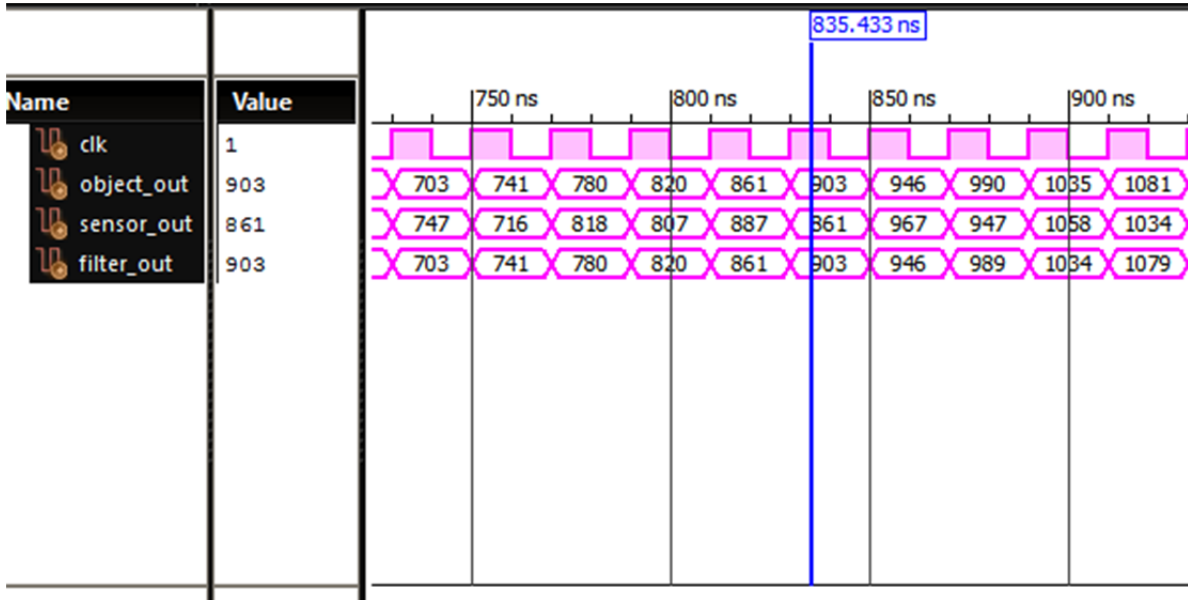 835.433 ns
Name Value 750 ns 800 ns 850 ns 900 ns
clk 1
object_out 903 703 741 780 820 861 903 946 990 1035 1081
sensor_out 861 747 716 818 807 887 861 967 947 1058 1034
filter_out 903 703 741 780 820 861 903 946 989 1034 1079